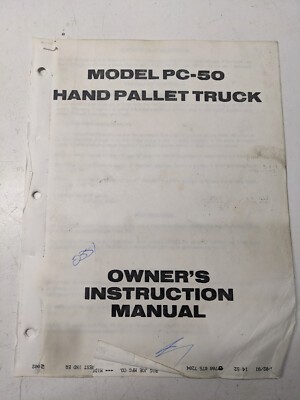 MODEL PC-50
HAND PALLET TRUCK
OWNER'S
INSTRUCTION
MANUAL